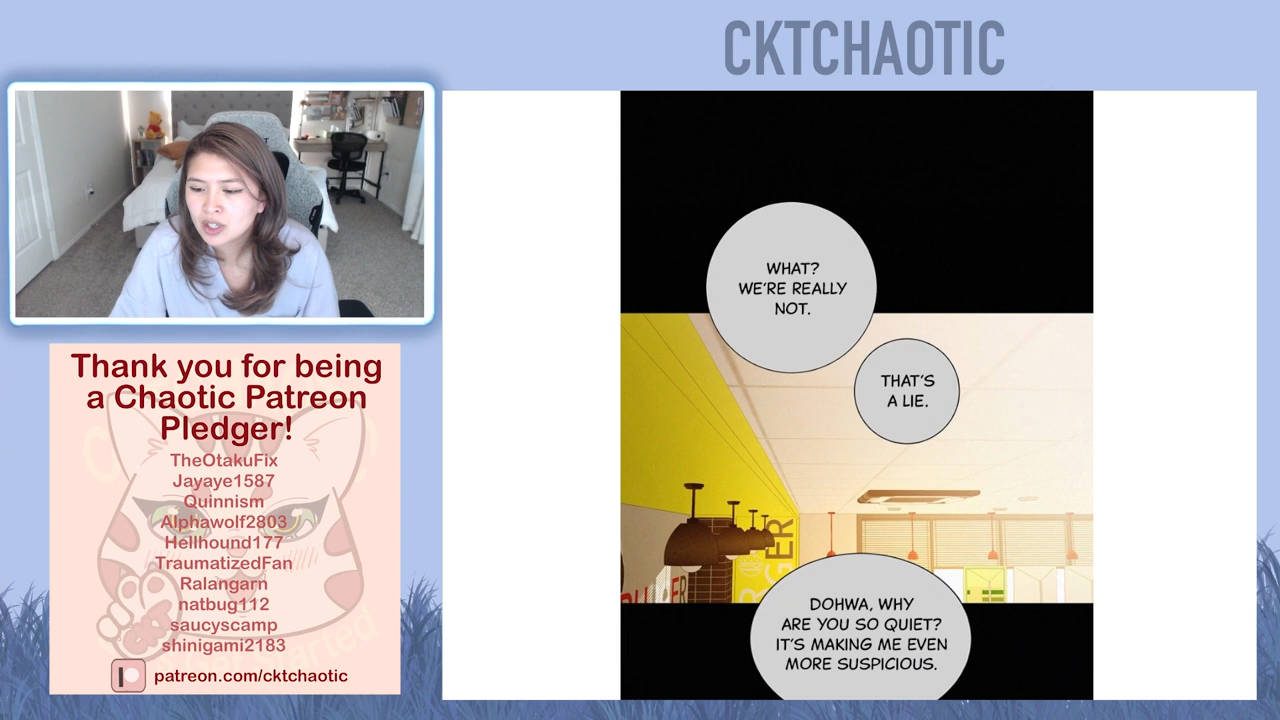 CKTCHAOTIC
Thank you for being
a Chaotic Patreon
Pledger!
TheOtakuFix
Jayaye1587
Quinnism
Alphawolf2803
Hellhound177
TraumatizedFan
Ralangarn
natbug112
saucyscamp
shinigami2183
patreon.com/cktchaotic
WHAT?
WE'RE REALLY
NOT.
THAT'S
A LIE.
DOHWA, WHY
ARE YOU SO QUIET?
IT'S MAKING ME EVEN
MORE SUSPICIOUS.